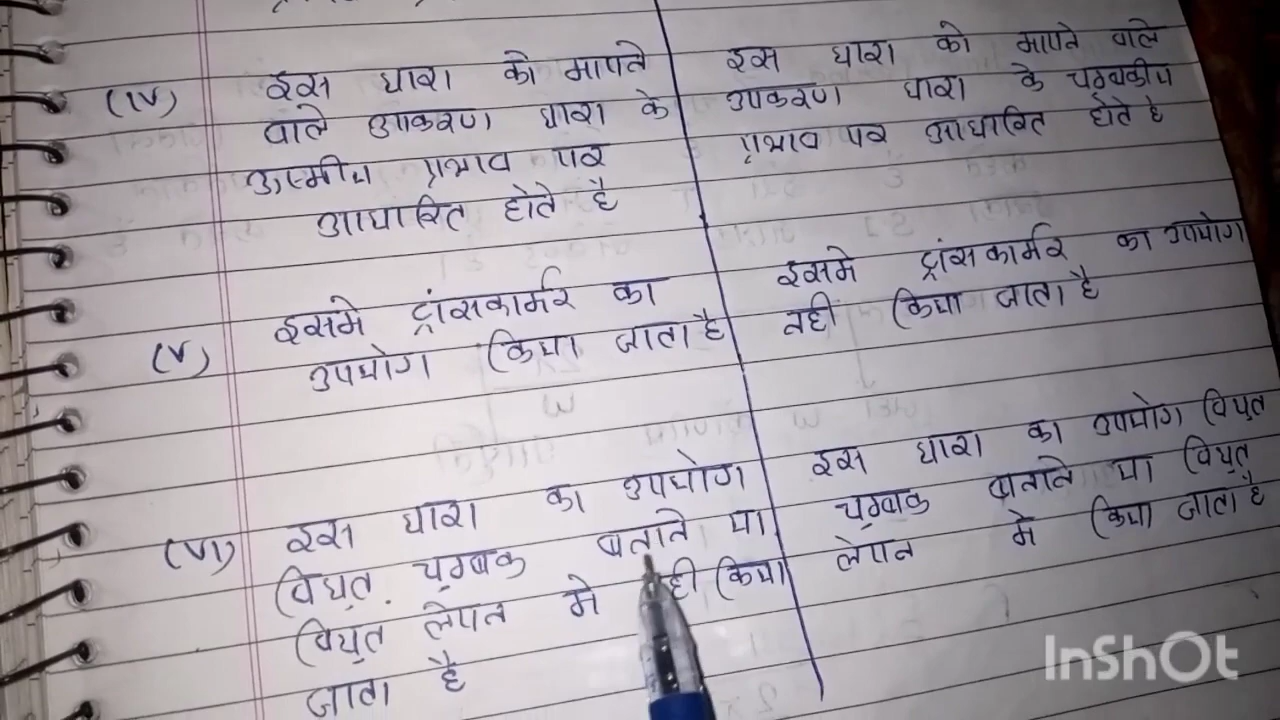 (IV) इस धारा को मापने
वाले उपकरण धारा के
ऊष्मीय प्रभाव पर
आधारित होते है
इस धारा को मापने वाले
उपकरण धारा के चुम्बकीय
प्रभाव पर आधारित होते है
(V) इसमे ट्रांसफार्मर का
उपयोग किया जाता है
इसमे ट्रांसफार्मर का उपयोग
नही किया जाता है
(VI) इस धारा का उपयोग
विद्युत चुम्बक बनाने या
विद्युत लेपन मे नही किया
जाता है
इस धारा का उपयोग विद्युत
चुम्बक बनाने या विद्युत
लेपन मे किया जाता है
InShOt